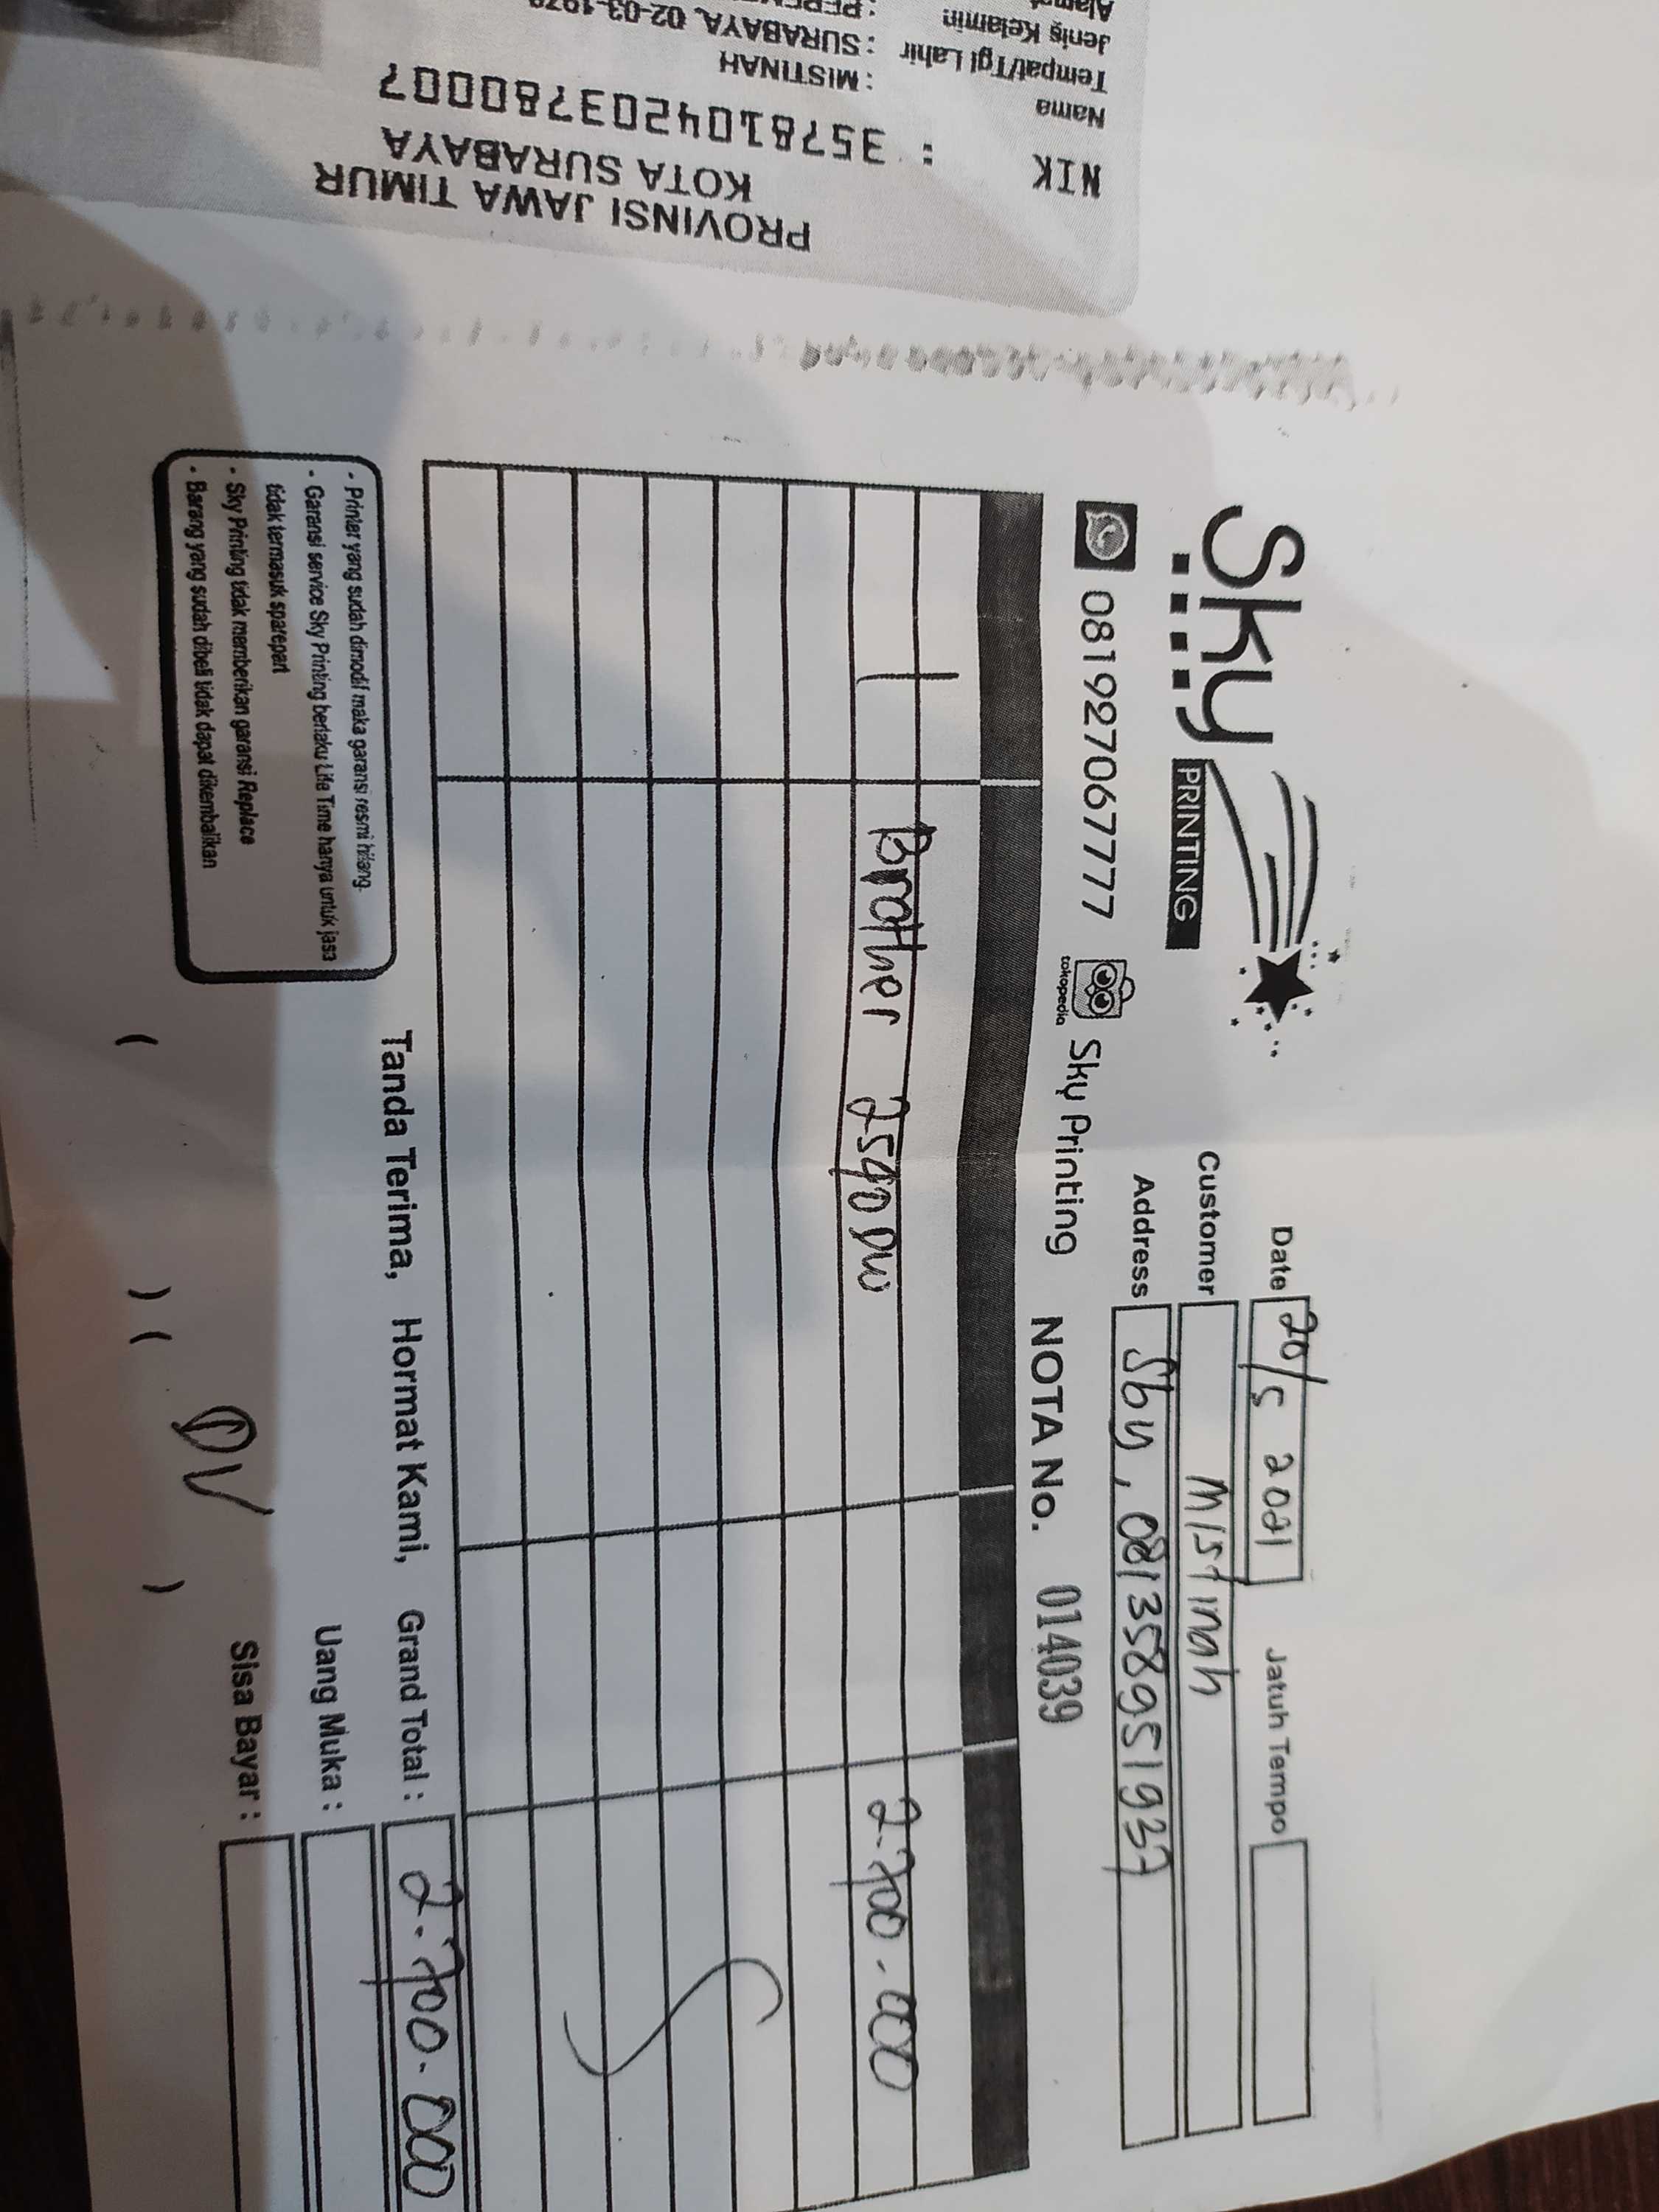 Sky
PRINTING
081927067777
tokopedia
Sky Printing
Date 20/5 2021
Jatuh Tempo
Customer Mistinah
Address Sby, 081358951937
NOTA No. 014039
1 Brother 2540 DW 2.700.000
- Printer yang sudah dimodif maka garansi resmi hilang.
- Garansi service Sky Printing berlaku Life Time hanya untuk jasa
tidak termasuk sparepart
- Sky Printing tidak memberikan garansi Replace
- Barang yang sudah dibeli tidak dapat dikembalikan
Tanda Terima, Hormat Kami,
( ) ( )
Grand Total : 2.700.000
Uang Muka :
Sisa Bayar :
PROVINSI JAWA TIMUR
KOTA SURABAYA
NIK : 3578104203780007
Nama : MISTINAH
Tempat/Tgl Lahir : SURABAYA, 02-03-1978
Jenis Kelamin
Alamat